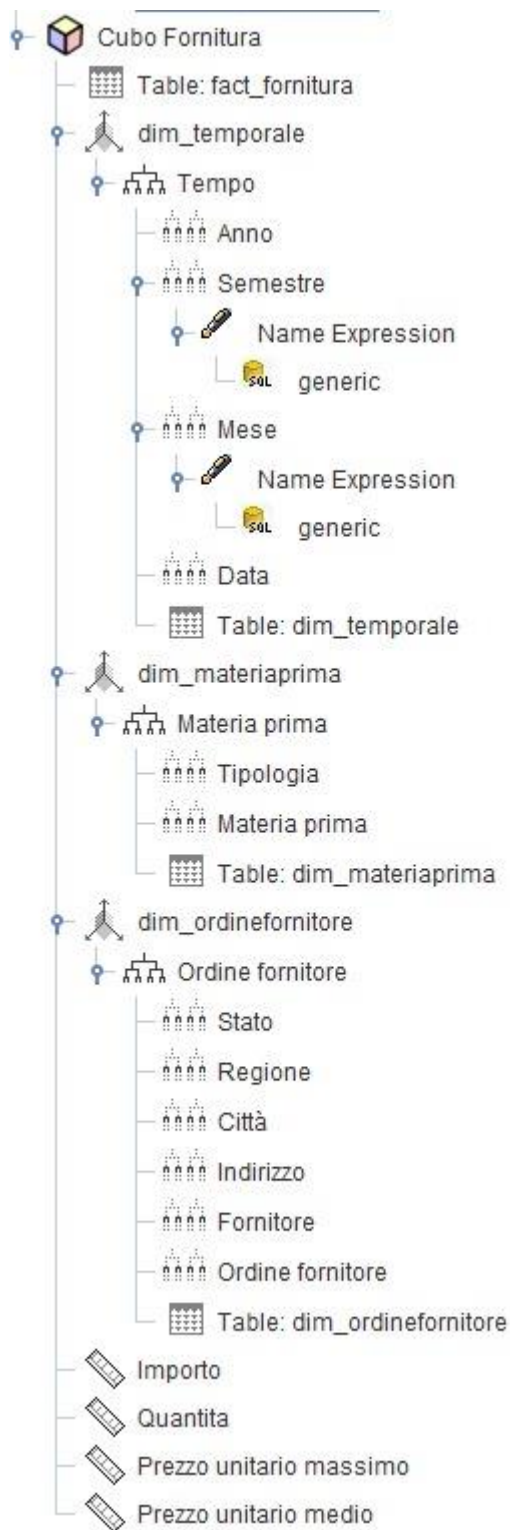 Cubo Fornitura
Table: fact_fornitura
dim_temporale
Tempo
Anno
Semestre
Name Expression
SQL generic
Mese
Name Expression
SQL generic
Data
Table: dim_temporale
dim_materiaprima
Materia prima
Tipologia
Materia prima
Table: dim_materiaprima
dim_ordinefornitore
Ordine fornitore
Stato
Regione
Città
Indirizzo
Fornitore
Ordine fornitore
Table: dim_ordinefornitore
Importo
Quantita
Prezzo unitario massimo
Prezzo unitario medio